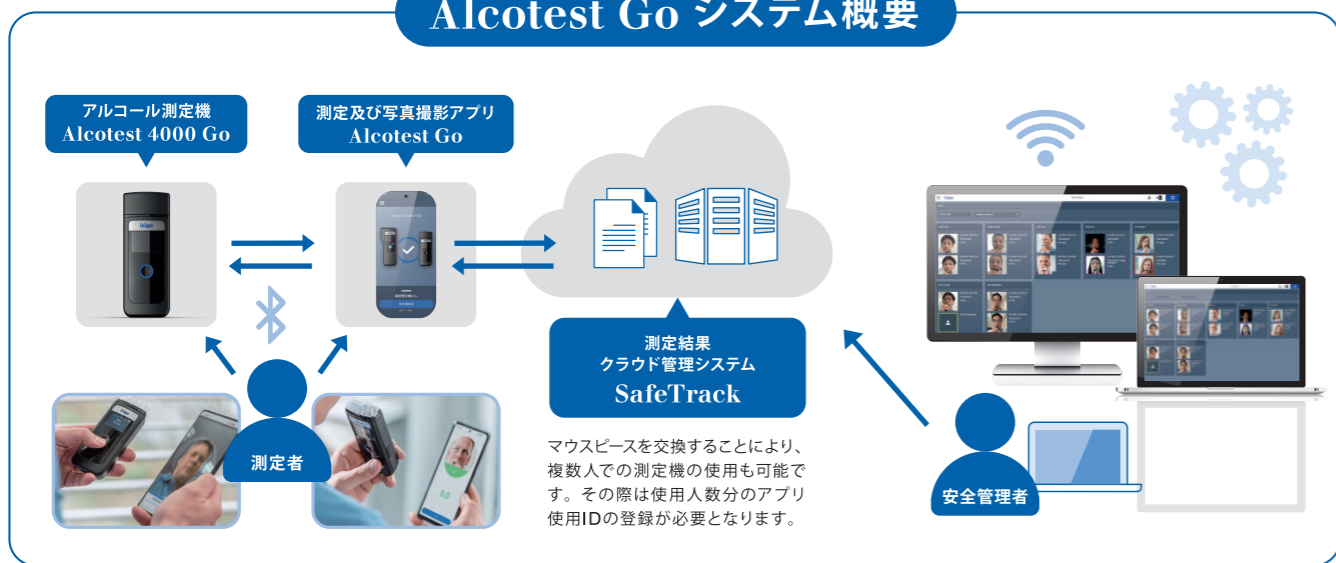 Alcotest Go システム概要
アルコール測定機
Alcotest 4000 Go
測定及び写真撮影アプリ
Alcotest Go
Dräger
測定結果
クラウド管理システム
SafeTrack
マウスピースを交換することにより、
複数人での測定機の使用も可能で
す。その際は使用人数分のアプリ
使用IDの登録が必要となります。
測定者
0.0
安全管理者